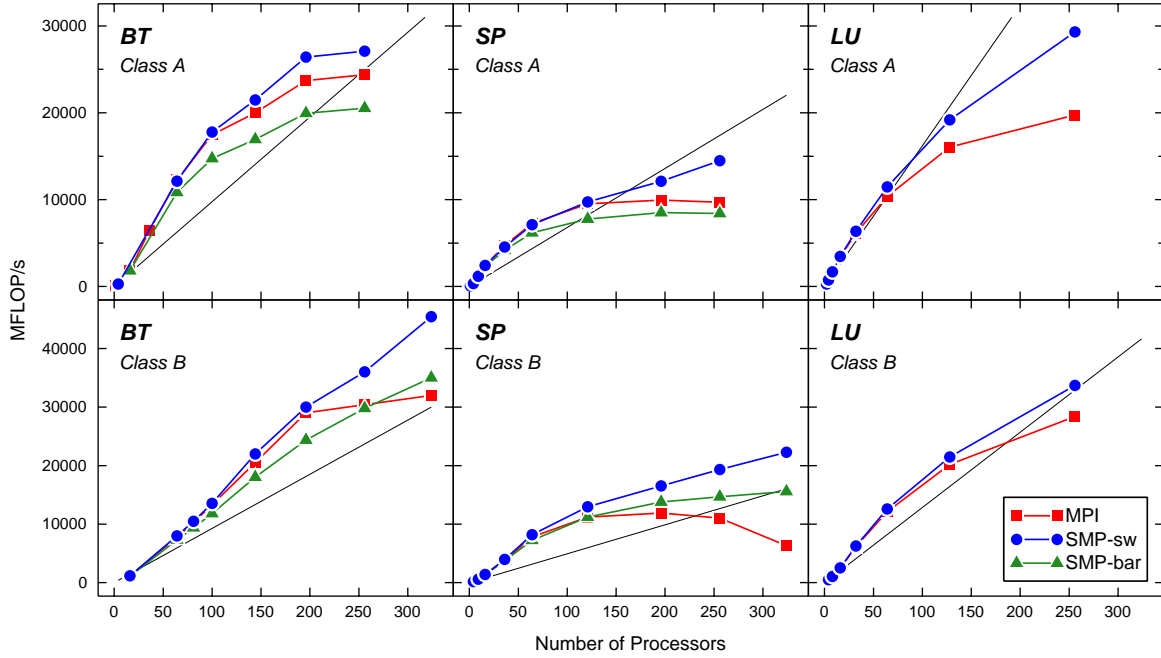 BT
Class A
SP
Class A
LU
Class A
30000
20000
10000
0
MFLOP/s
BT
Class B
SP
Class B
LU
Class B
40000
30000
20000
10000
0
MPI
SMP-sw
SMP-bar
0 50 100 150 200 250 300 0 50 100 150 200 250 300 0 50 100 150 200 250 300
Number of Processors